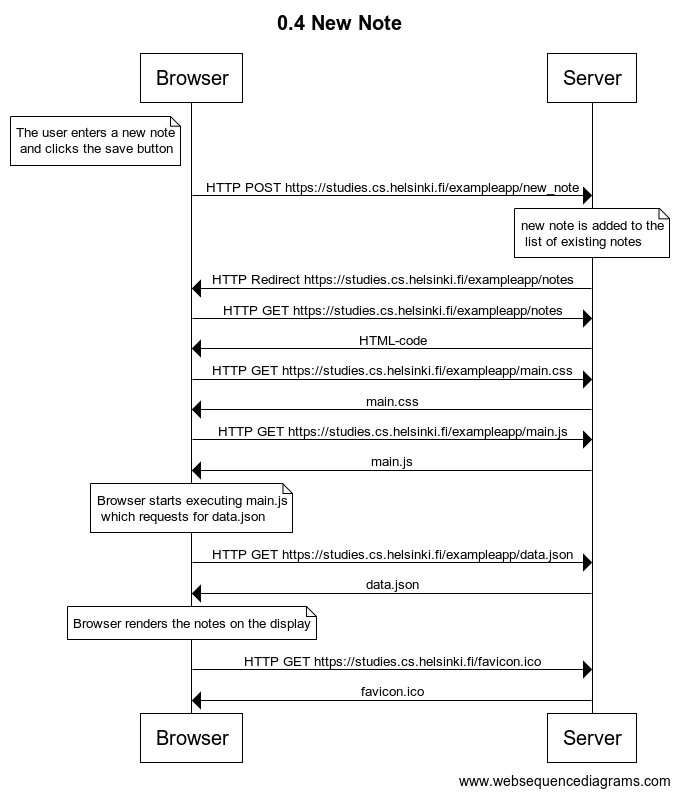 0.4 New Note
Browser
Server
The user enters a new note
and clicks the save button
HTTP POST https://studies.cs.helsinki.fi/exampleapp/new_note
new note is added to the
list of existing notes
HTTP Redirect https://studies.cs.helsinki.fi/exampleapp/notes
HTTP GET https://studies.cs.helsinki.fi/exampleapp/notes
HTML-code
HTTP GET https://studies.cs.helsinki.fi/exampleapp/main.css
main.css
HTTP GET https://studies.cs.helsinki.fi/exampleapp/main.js
main.js
Browser starts executing main.js
which requests for data.json
HTTP GET https://studies.cs.helsinki.fi/exampleapp/data.json
data.json
Browser renders the notes on the display
HTTP GET https://studies.cs.helsinki.fi/favicon.ico
favicon.ico
Browser
Server
www.websequencediagrams.com